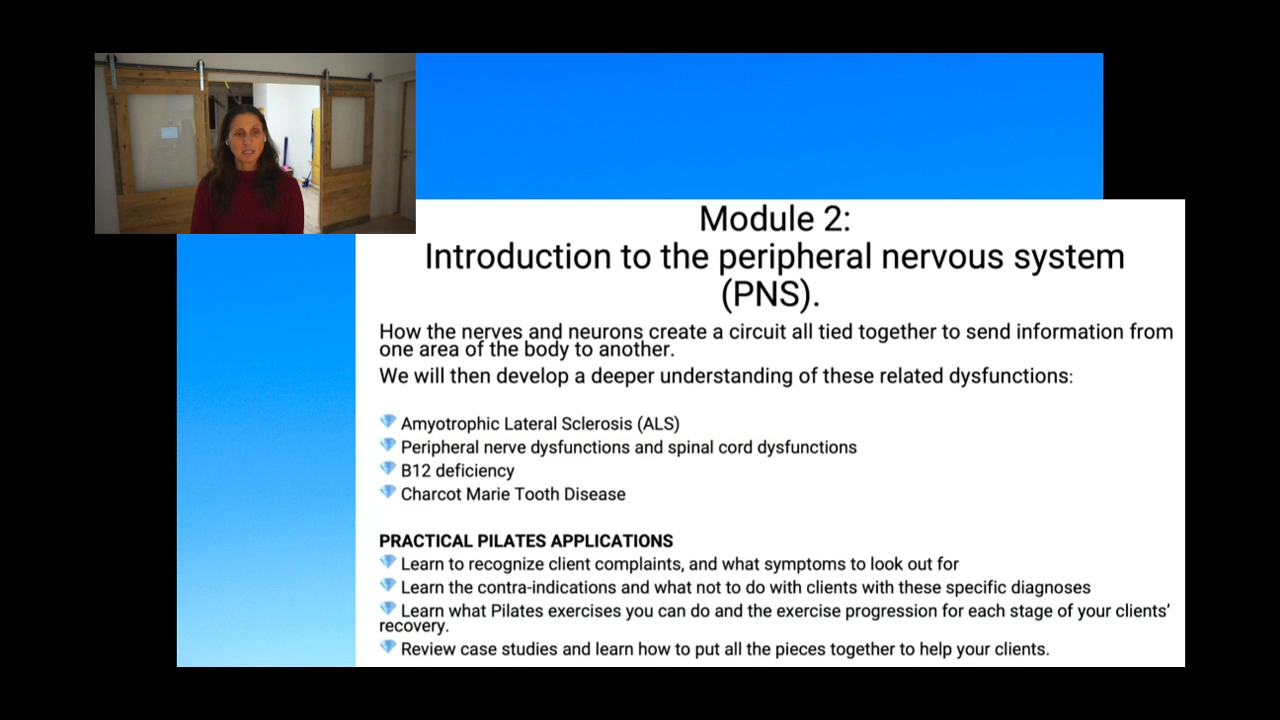 Module 2:
Introduction to the peripheral nervous system
(PNS).
How the nerves and neurons create a circuit all tied together to send information from
one area of the body to another.
We will then develop a deeper understanding of these related dysfunctions:
Amyotrophic Lateral Sclerosis (ALS)
Peripheral nerve dysfunctions and spinal cord dysfunctions
B12 deficiency
Charcot Marie Tooth Disease
PRACTICAL PILATES APPLICATIONS
Learn to recognize client complaints, and what symptoms to look out for
Learn the contra-indications and what not to do with clients with these specific diagnoses
Learn what Pilates exercises you can do and the exercise progression for each stage of your clients’
recovery.
Review case studies and learn how to put all the pieces together to help your clients.